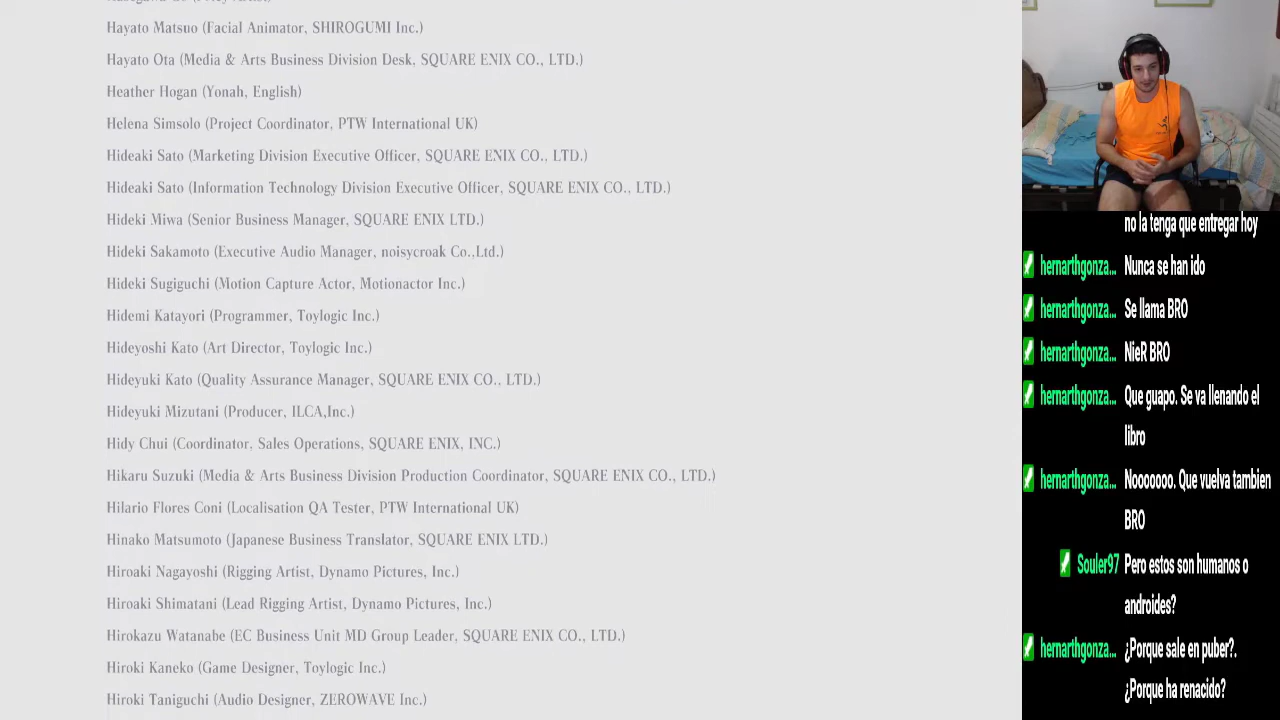 Hayato Matsuo (Facial Animator, SHIROGUMI Inc.)
Hayato Ota (Media & Arts Business Division Desk, SQUARE ENIX CO., LTD.)
Heather Hogan (Yonah, English)
Helena Simsolo (Project Coordinator, PTW International UK)
Hideaki Sato (Marketing Division Executive Officer, SQUARE ENIX CO., LTD.)
Hideaki Sato (Information Technology Division Executive Officer, SQUARE ENIX CO., LTD.)
Hideki Miwa (Senior Business Manager, SQUARE ENIX LTD.)
Hideki Sakamoto (Executive Audio Manager, noisycroak Co.,Ltd.)
Hideki Sugiguchi (Motion Capture Actor, Motionactor Inc.)
Hidemi Katayori (Programmer, Toylogic Inc.)
Hideyoshi Kato (Art Director, Toylogic Inc.)
Hideyuki Kato (Quality Assurance Manager, SQUARE ENIX CO., LTD.)
Hideyuki Mizutani (Producer, ILCA,Inc.)
Hidy Chui (Coordinator, Sales Operations, SQUARE ENIX, INC.)
Hikaru Suzuki (Media & Arts Business Division Production Coordinator, SQUARE ENIX CO., LTD.)
Hilario Flores Coni (Localisation QA Tester, PTW International UK)
Hinako Matsumoto (Japanese Business Translator, SQUARE ENIX LTD.)
Hiroaki Nagayoshi (Rigging Artist, Dynamo Pictures, Inc.)
Hiroaki Shimatani (Lead Rigging Artist, Dynamo Pictures, Inc.)
Hirokazu Watanabe (EC Business Unit MD Group Leader, SQUARE ENIX CO., LTD.)
Hiroki Kaneko (Game Designer, Toylogic Inc.)
Hiroki Taniguchi (Audio Designer, ZEROWAVE Inc.)
no la tenga que entregar hoy
hernarthgonza... Nunca se han ido
hernarthgonza... Se llama BRO
hernarthgonza... NieR BRO
hernarthgonza... Que guapo. Se va llenando el
libro
hernarthgonza... Nooooooo. Que vuelva tambien
BRO
Souler97 Pero estos son humanos o
androides?
hernarthgonza... ¿Porque sale en puber?.
¿Porque ha renacido?